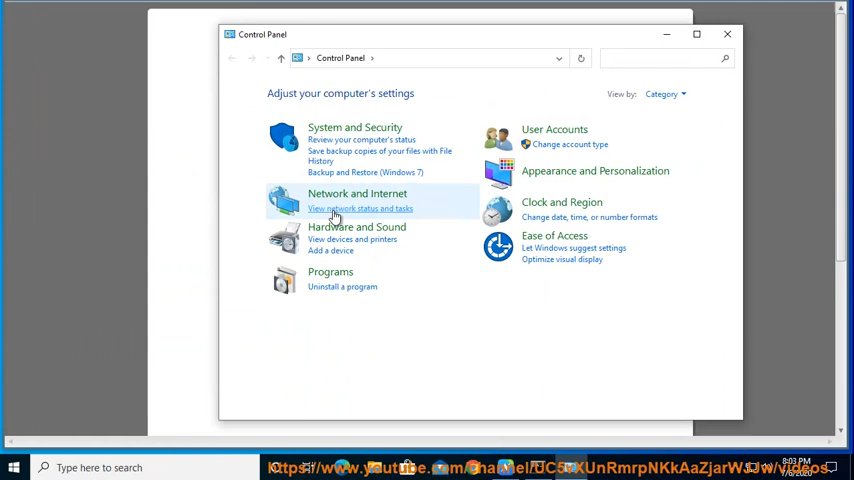 Control Panel
Control Panel
Adjust your computer's settings
View by: Category
System and Security
Review your computer's status
Save backup copies of your files with File
History
Backup and Restore (Windows 7)
Network and Internet
View network status and tasks
Hardware and Sound
View devices and printers
Add a device
Programs
Uninstall a program
User Accounts
Change account type
Appearance and Personalization
Clock and Region
Change date, time, or number formats
Ease of Access
Let Windows suggest settings
Optimize visual display
Type here to search
8:03 PM
7/6/2020